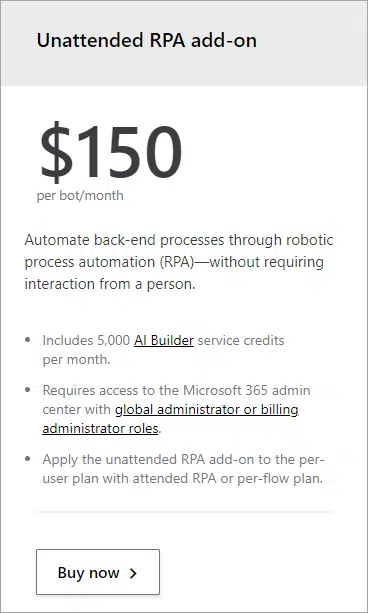 Unattended RPA add-on
$150
per bot/month
Automate back-end processes through robotic
process automation (RPA)—without requiring
interaction from a person.
• Includes 5,000 AI Builder service credits
per month.
• Requires access to the Microsoft 365 admin
center with global administrator or billing
administrator roles.
• Apply the unattended RPA add-on to the per-
user plan with attended RPA or per-flow plan.
Buy now >